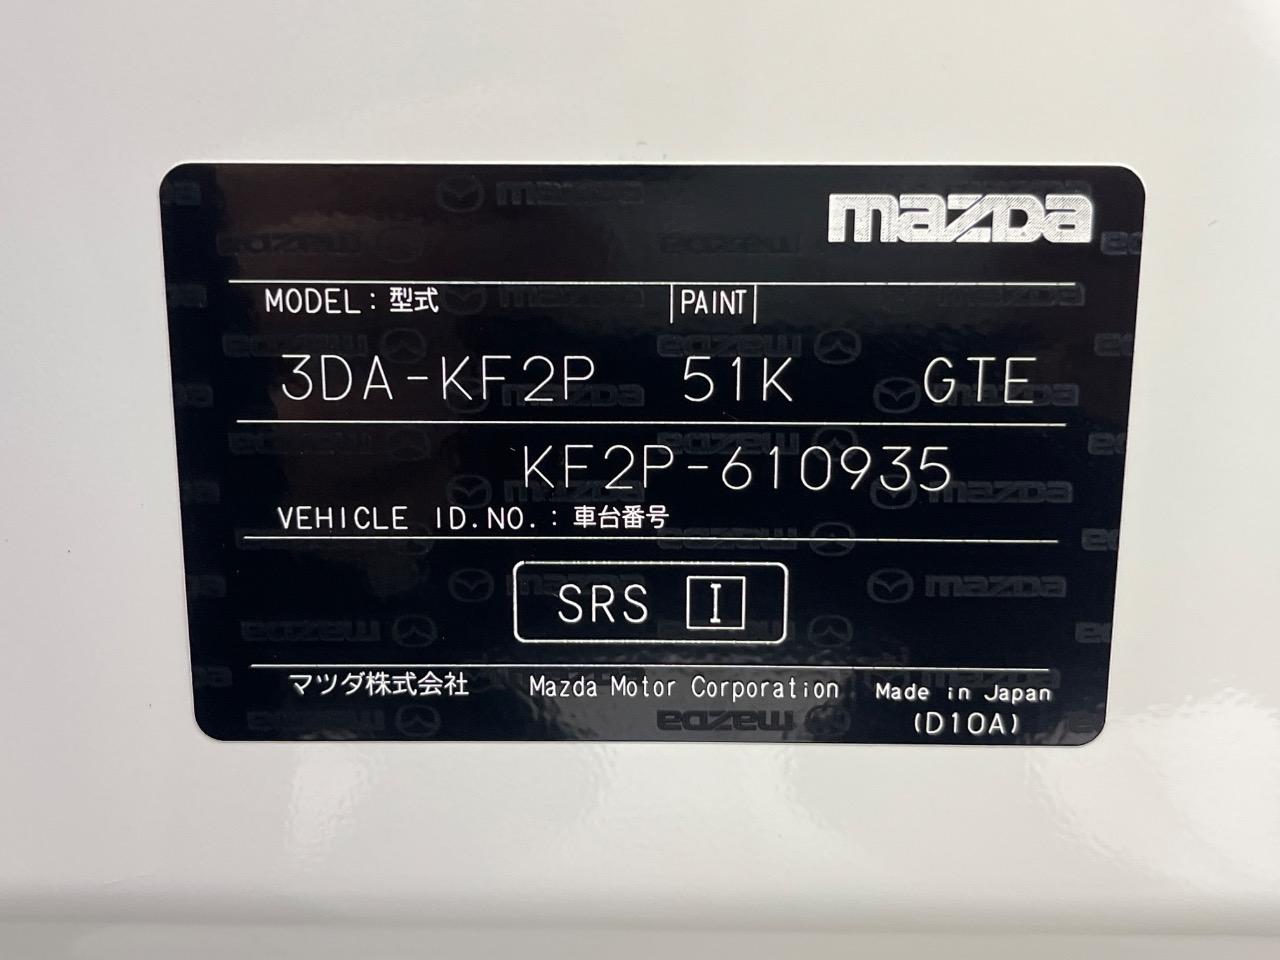 mazda
MODEL: 型式 PAINT
3DA-KF2P 51K GTE
KF2P-610935
VEHICLE ID.NO.: 車台番号
SRS I
マツダ株式会社 Mazda Motor Corporation Made in Japan
(D10A)